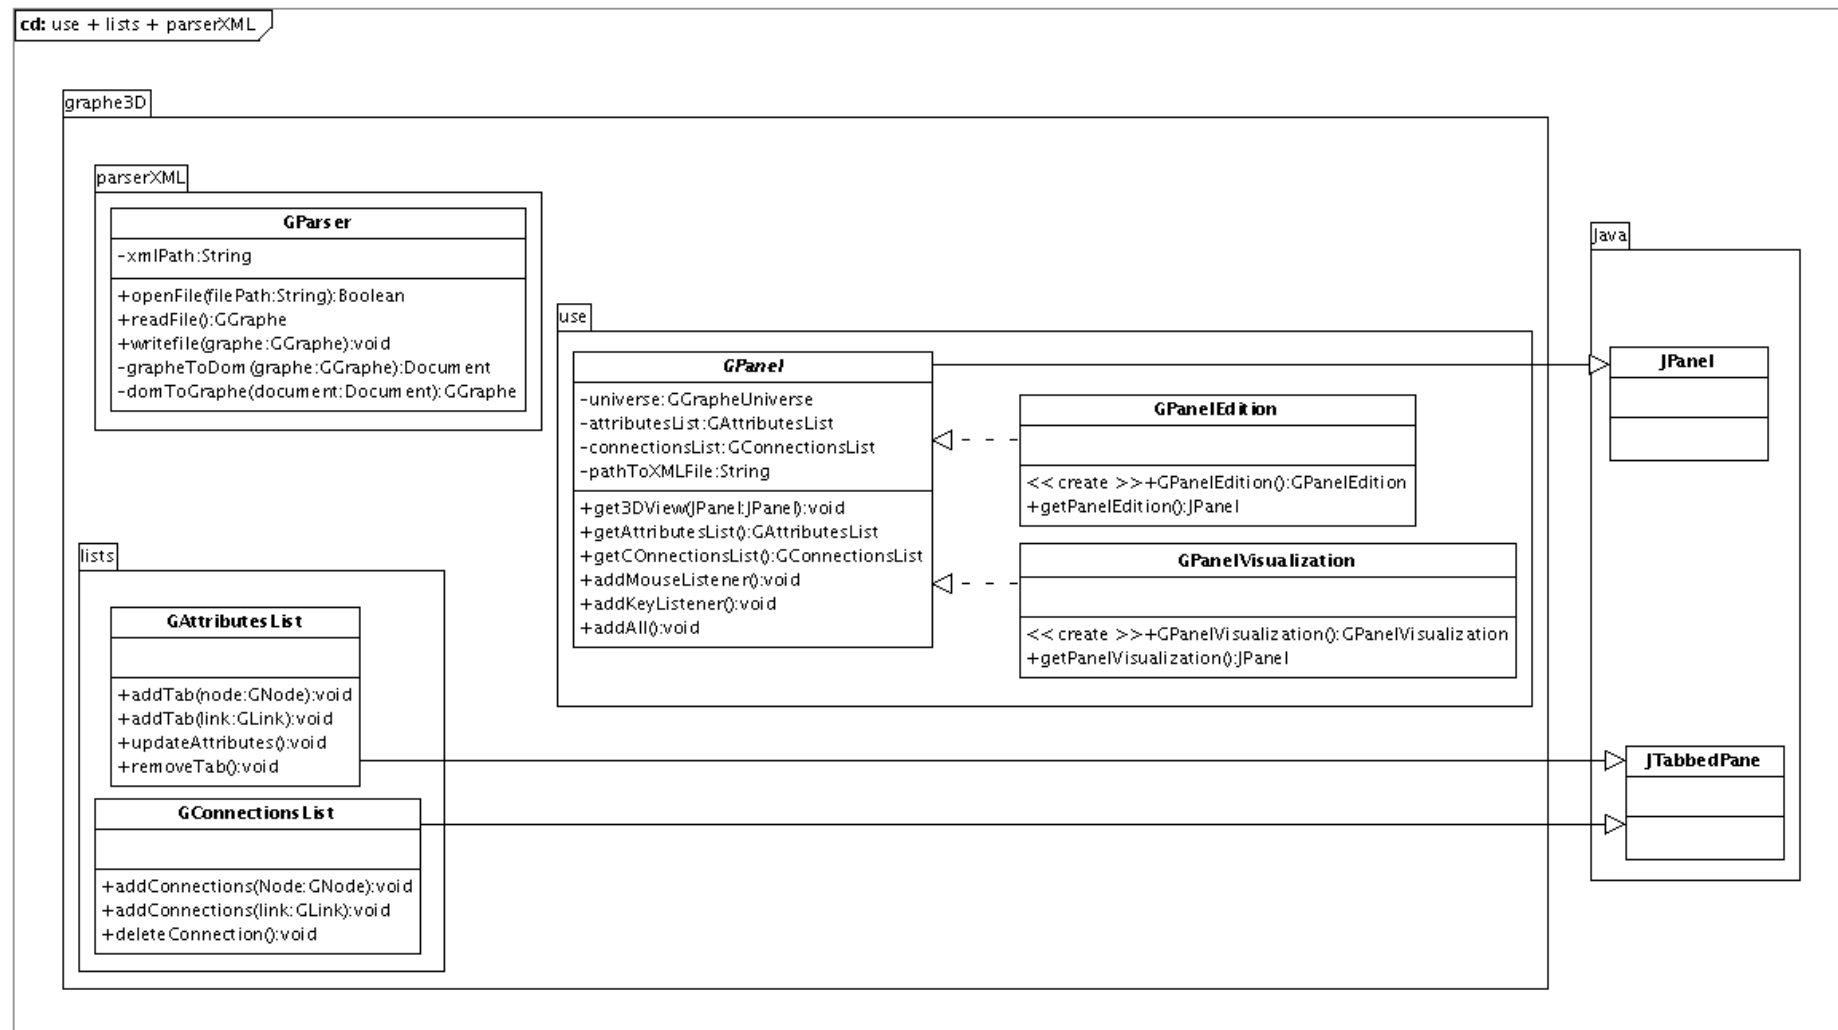 cd: use + lists + parserXML
graphe3D
parserXML
GParser
-xmlPath:String
+openFile(filePath:String):Boolean
+readFile():GGraphe
+writefile(graphe:GGraphe):void
-grapheToDom(graphe:GGraphe):Document
-domToGraphe(document:Document):GGraphe
use
GPanel
-universe:GGrapheUniverse
-attributesList:GAttributesList
-connectionsList:GConnectionsList
-pathToXMLFile:String
+get3DView(JPanel:JPanel):void
+getAttributesList():GAttributesList
+getCOnnectionsList():GConnectionsList
+addMouseListener():void
+addKeyListener():void
+addAll():void
GPanelEdition
<< create >>+GPanelEdition():GPanelEdition
+getPanelEdition():JPanel
GPanelVisualization
<< create >>+GPanelVisualization():GPanelVisualization
+getPanelVisualization():JPanel
lists
GAttributesList
+addTab(node:GNode):void
+addTab(link:GLink):void
+updateAttributes():void
+removeTab():void
GConnectionsList
+addConnections(Node:GNode):void
+addConnections(link:GLink):void
+deleteConnection():void
Java
JPanel
JTabbedPane